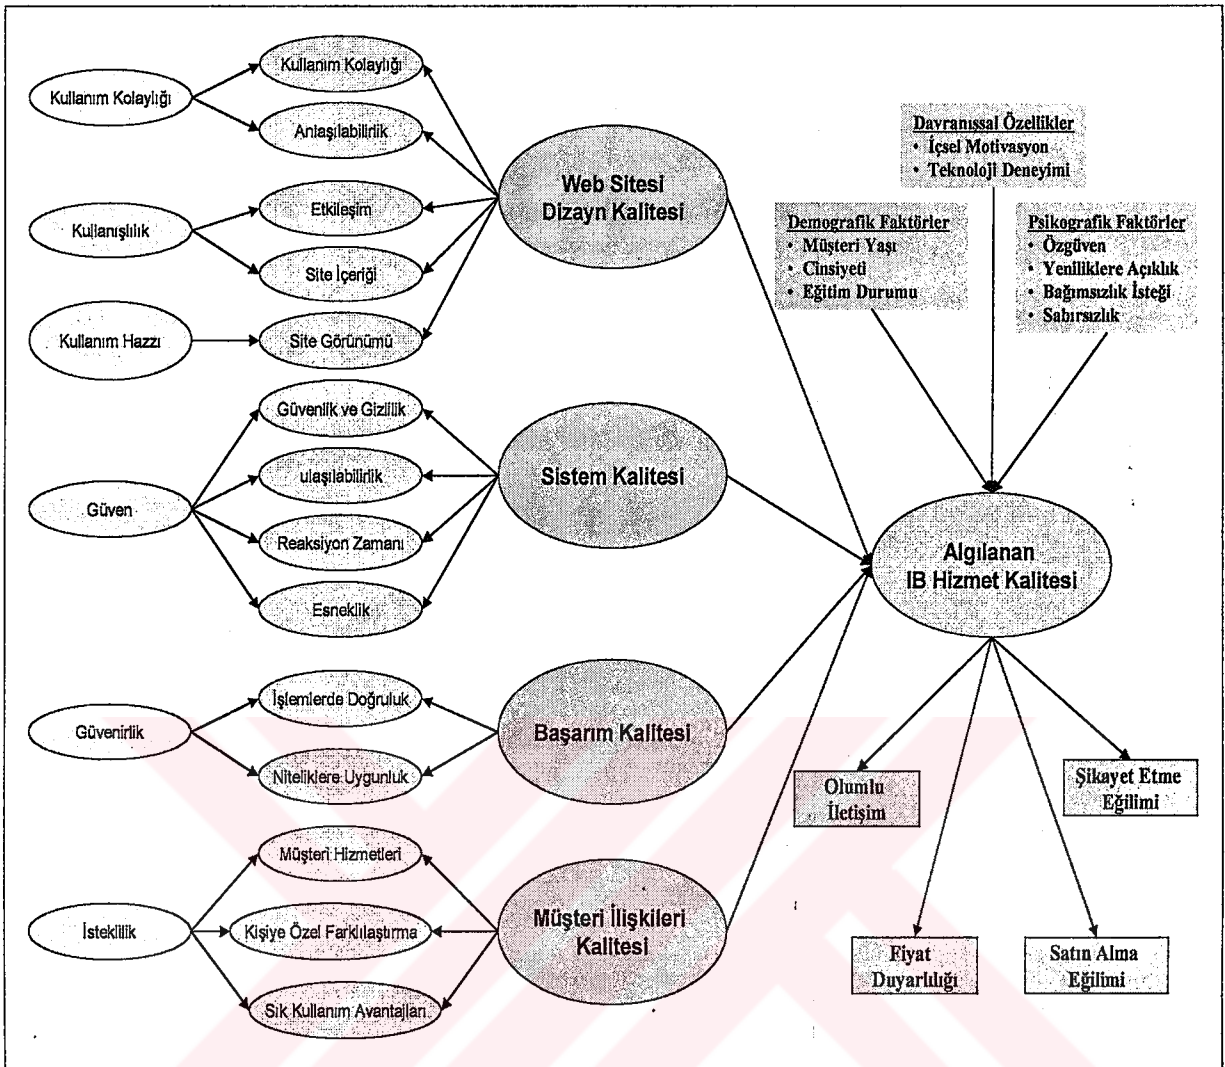 Kullanım Kolaylığı
Anlaşılabilirlik
Etkileşim
Site İçeriği
Site Görünümü
Güvenlik ve Gizlilik
ulaşılabilirlik
Reaksiyon Zamanı
Esneklik
İşlemlerde Doğruluk
Niteliklere Uygunluk
Müşteri Hizmetleri
Kişiye Özel Farklılaştırma
Sık Kullanım Avantajları
Kullanım Kolaylığı
Kullanışlılık
Kullanım Hazzı
Güven
Güvenirlik
İsteklilik
Web Sitesi
Dizayn Kalitesi
Sistem Kalitesi
Başarım Kalitesi
Müşteri İlişkileri
Kalitesi
Davranışsal Özellikler
• İçsel Motivasyon
• Teknoloji Deneyimi
Demografik Faktörler
• Müşteri Yaşı
• Cinsiyeti
• Eğitim Durumu
Psikografik Faktörler
• Özgüven
• Yeniliklere Açıklık
• Bağımsızlık İsteği
• Sabırsızlık
Algılanan
IB Hizmet Kalitesi
Olumlu
İletişim
Şikayet Etme
Eğilimi
Fiyat
Duyarlılığı
Satın Alma
Eğilimi